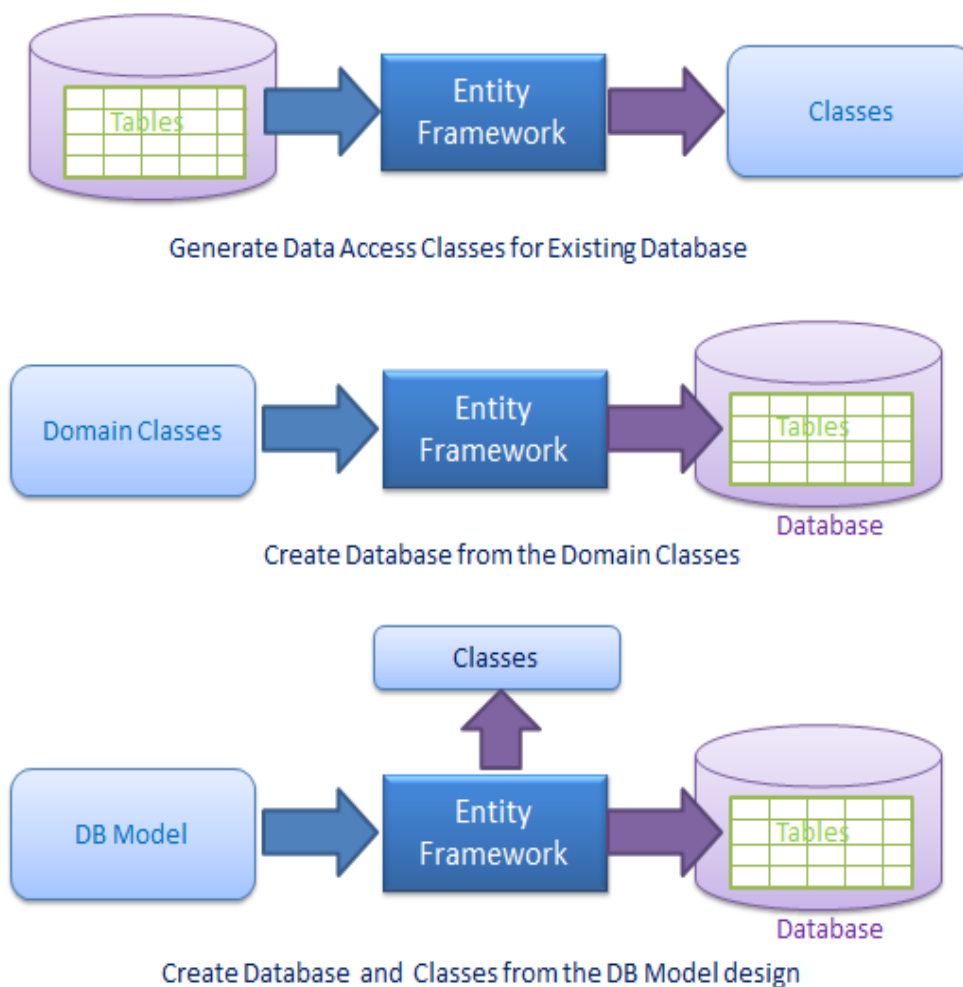 Tables
Entity
Framework
Classes
Generate Data Access Classes for Existing Database
Domain Classes
Entity
Framework
Tables
Database
Create Database from the Domain Classes
Classes
DB Model
Entity
Framework
Tables
Database
Create Database and Classes from the DB Model design